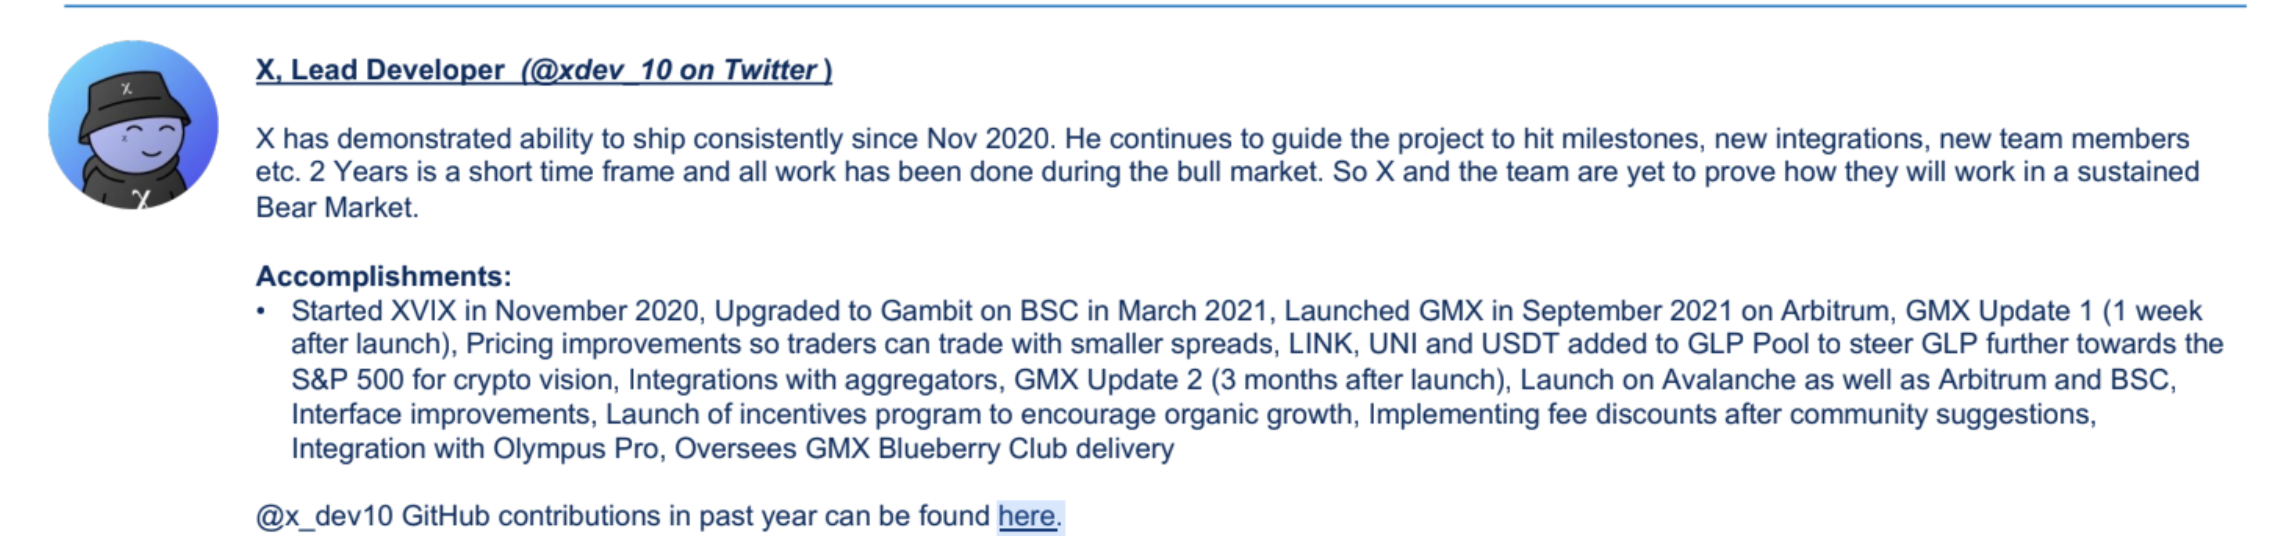 X, Lead Developer (@xdev_10 on Twitter)
X has demonstrated ability to ship consistently since Nov 2020. He continues to guide the project to hit milestones, new integrations, new team members
etc. 2 Years is a short time frame and all work has been done during the bull market. So X and the team are yet to prove how they will work in a sustained
Bear Market.
Accomplishments:
• Started XVIX in November 2020, Upgraded to Gambit on BSC in March 2021, Launched GMX in September 2021 on Arbitrum, GMX Update 1 (1 week
after launch), Pricing improvements so traders can trade with smaller spreads, LINK, UNI and USDT added to GLP Pool to steer GLP further towards the
S&P 500 for crypto vision, Integrations with aggregators, GMX Update 2 (3 months after launch), Launch on Avalanche as well as Arbitrum and BSC,
Interface improvements, Launch of incentives program to encourage organic growth, Implementing fee discounts after community suggestions,
Integration with Olympus Pro, Oversees GMX Blueberry Club delivery
@x_dev10 GitHub contributions in past year can be found here.